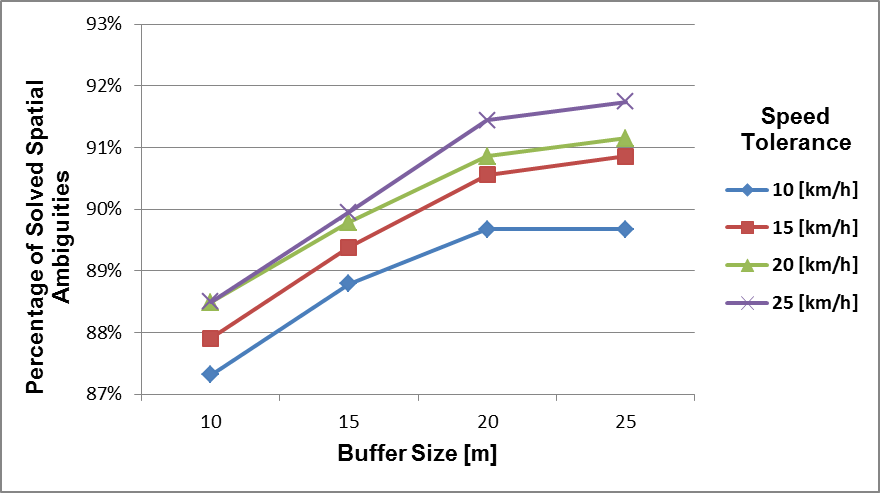 93%
92%
91%
90%
89%
88%
87%
Percentage of Solved Spatial
Ambiguities
10
15
20
25
Buffer Size [m]
Speed
Tolerance
10 [km/h]
15 [km/h]
20 [km/h]
25 [km/h]